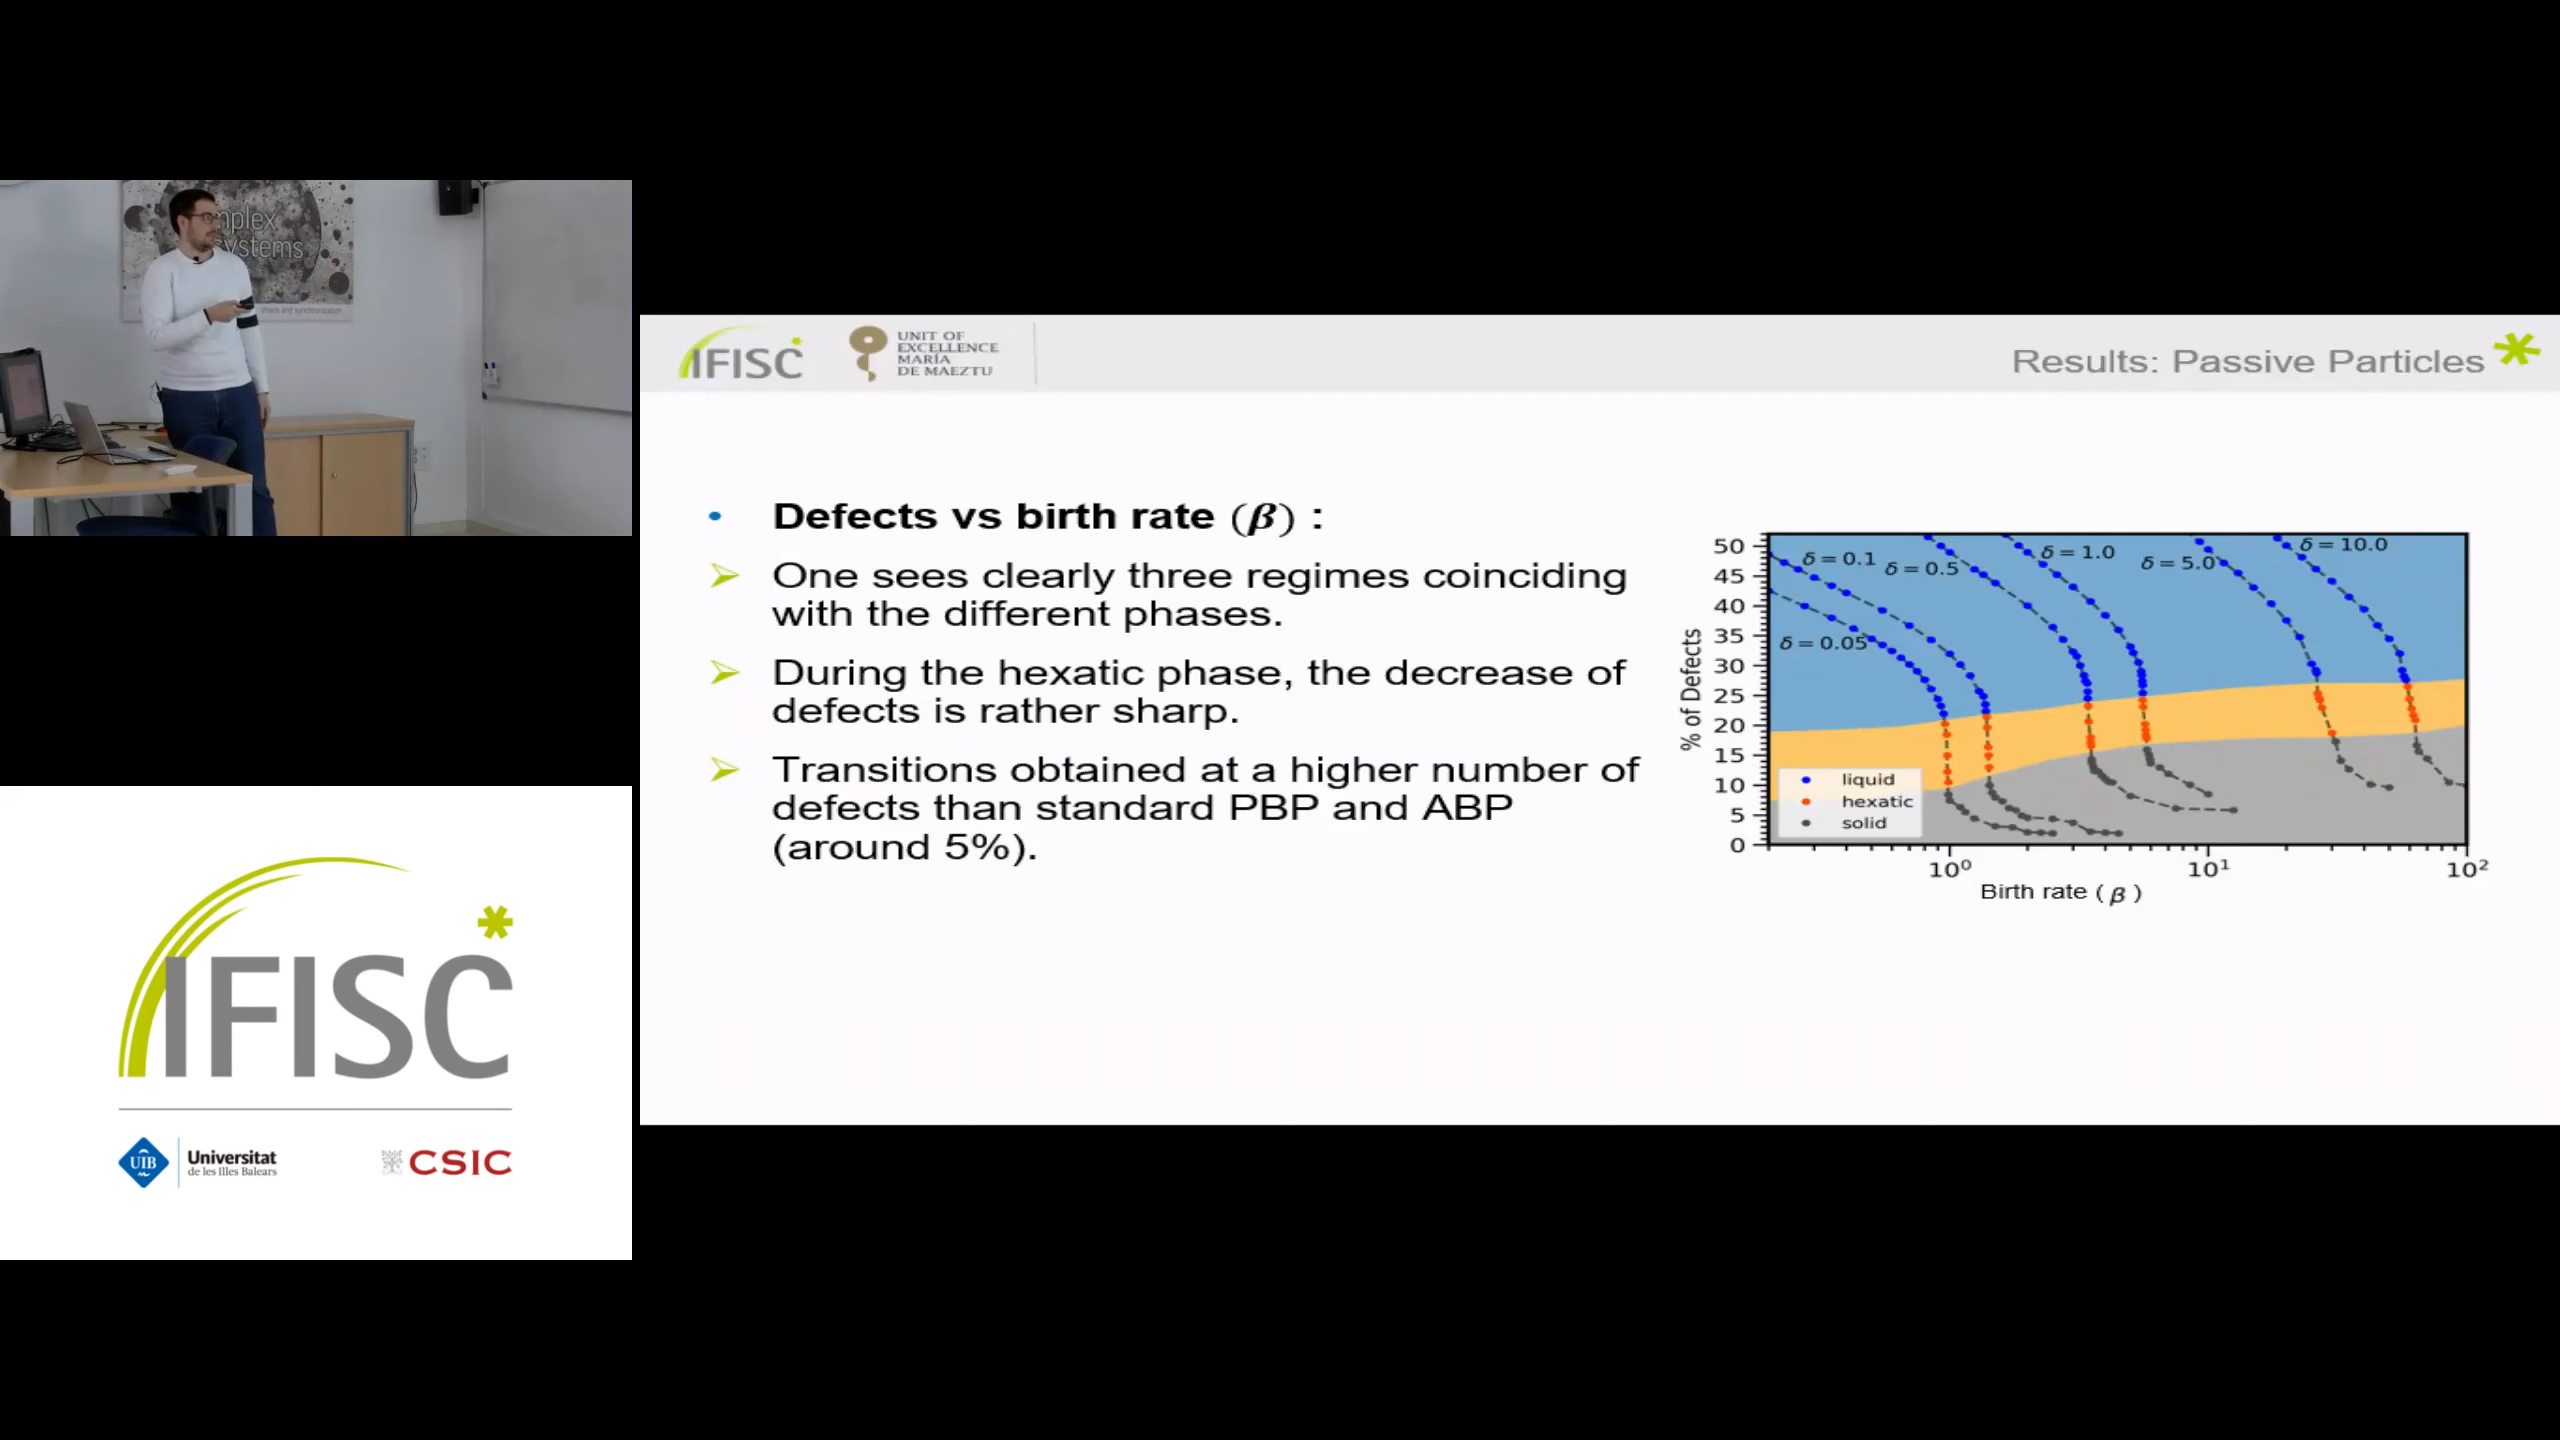 mplex
systems
IFISC
UNIT OF
EXCELLENCE
MARÍA
DE MAEZTU
Results: Passive Particles
• Defects vs birth rate (β) :
One sees clearly three regimes coinciding
with the different phases.
During the hexatic phase, the decrease of
defects is rather sharp.
Transitions obtained at a higher number of
defects than standard PBP and ABP
(around 5%).
% of Defects
50
45
40
35
30
25
20
15
10
5
0
δ = 0.05
δ = 0.1
δ = 0.5
δ = 1.0
δ = 5.0
δ = 10.0
liquid
hexatic
solid
10⁰
10¹
10²
Birth rate ( β )
IFISC
UIB
Universitat
de les Illes Balears
CSIC